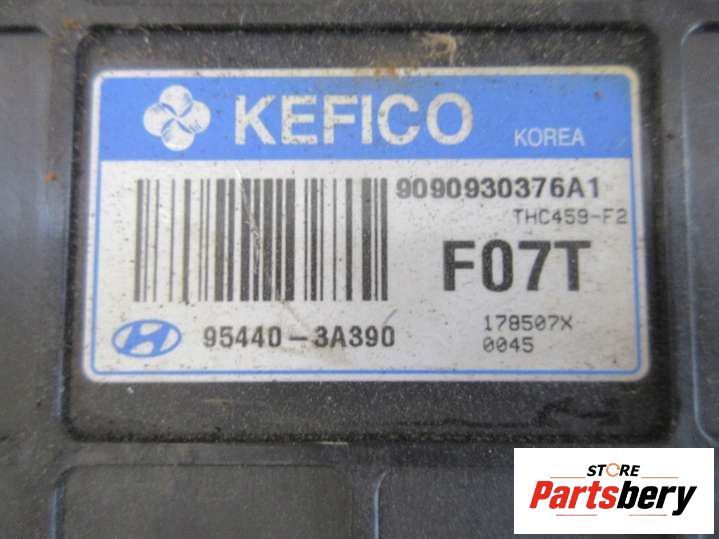 KEFICO KOREA
9090930376A1
THC459-F2
F07T
95440-3A390
178507X
0045
STORE
Partsbery